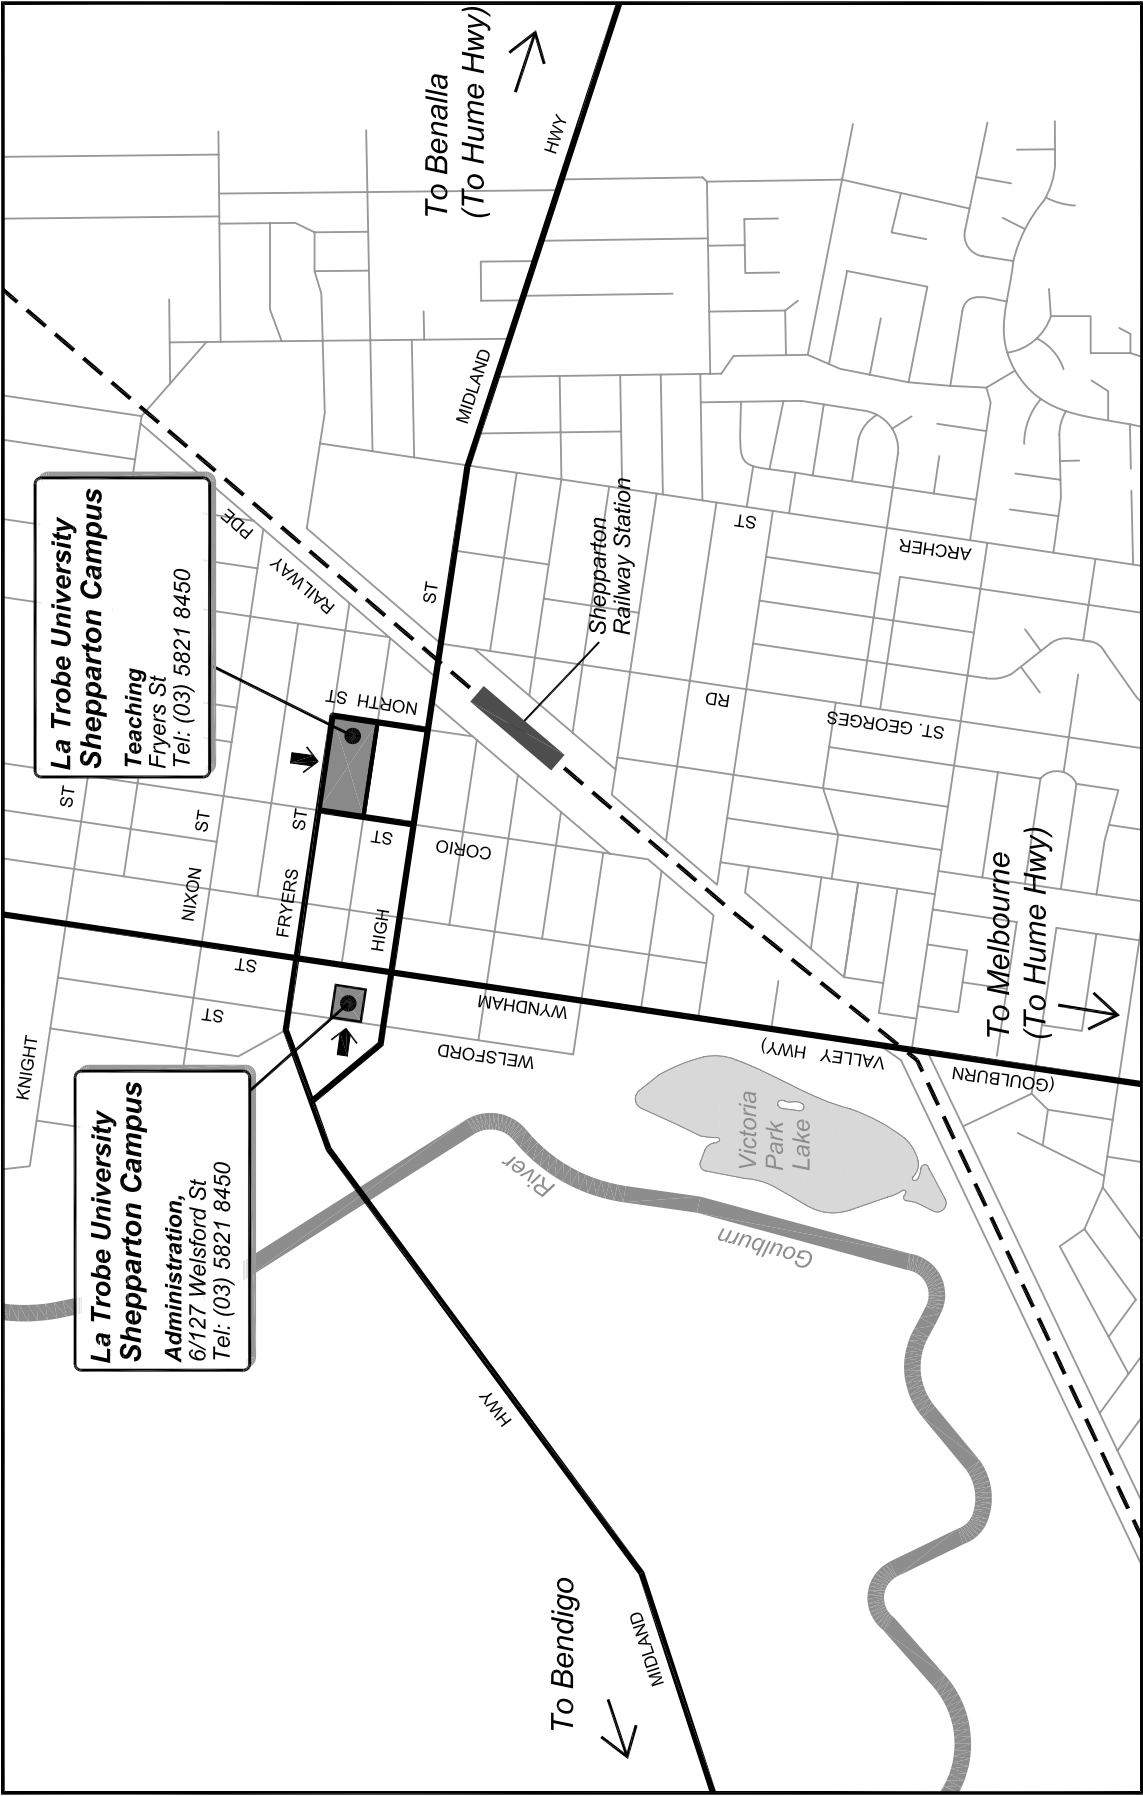 La Trobe University
Shepparton Campus
Administration,
6/127 Welsford St
Tel: (03) 5821 8450
La Trobe University
Shepparton Campus
Teaching
Fryers St
Tel: (03) 5821 8450
KNIGHT ST
NIXON ST
FRYERS ST
HIGH ST
RAILWAY PDE
NORTH ST
CORIO ST
WYNDHAM ST
WELSFORD ST
(GOULBURN VALLEY HWY)
MIDLAND HWY
MIDLAND HWY
ST. GEORGES RD
ARCHER ST
Shepparton
Railway Station
Victoria
Park
Lake
Goulburn River
To Bendigo
To Benalla
(To Hume Hwy)
To Melbourne
(To Hume Hwy)